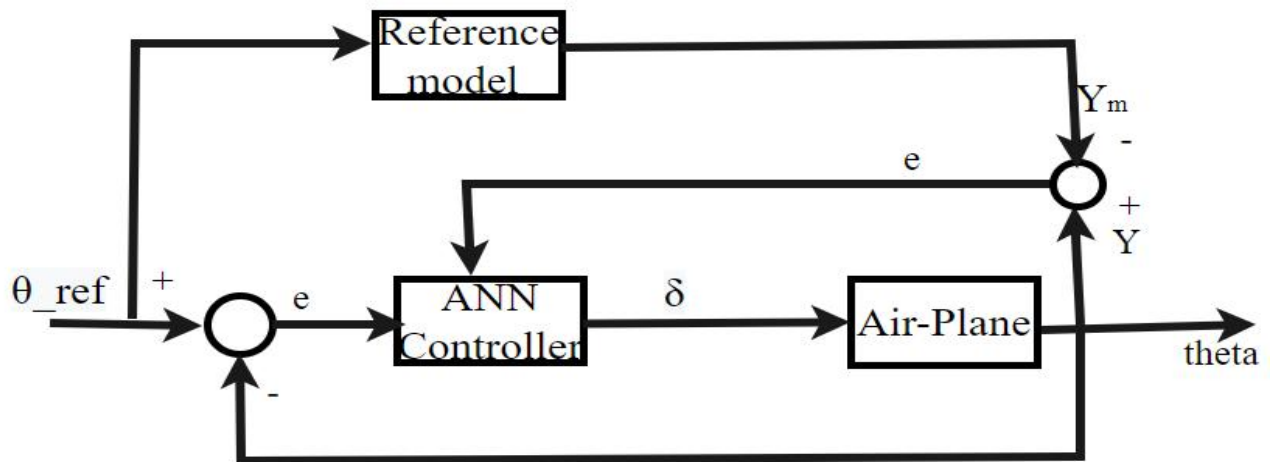 Reference
model
Yₘ
-
e
+
Y
θ_ref
+
e
ANN
Controller
δ
Air-Plane
theta
-